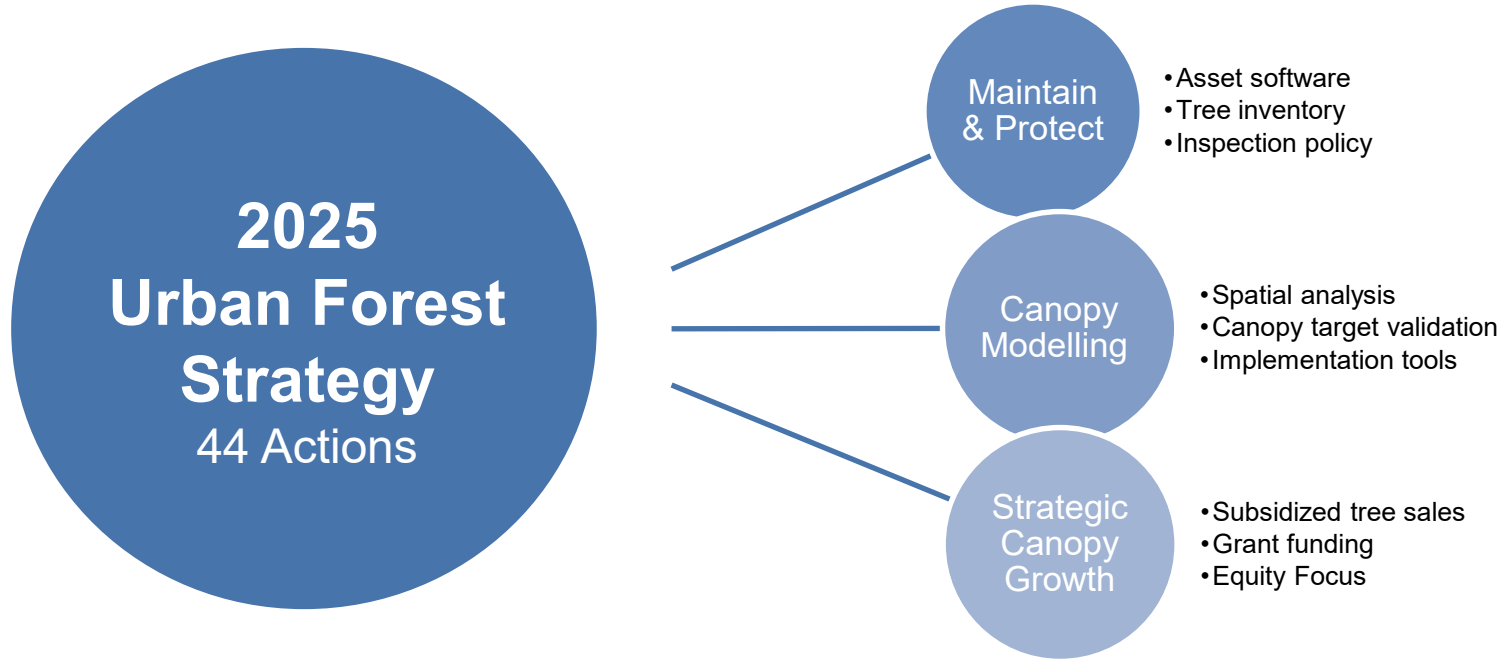 2025
Urban Forest
Strategy
44 Actions
Maintain
& Protect
•Asset software
•Tree inventory
•Inspection policy
Canopy
Modelling
•Spatial analysis
•Canopy target validation
•Implementation tools
Strategic
Canopy
Growth
•Subsidized tree sales
•Grant funding
•Equity Focus